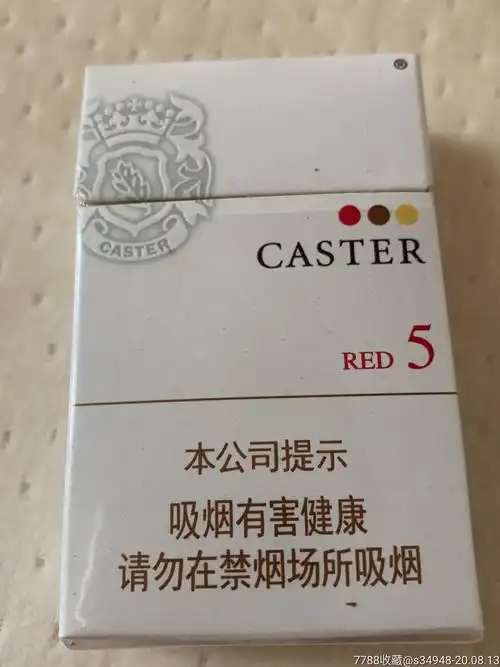 ®
CASTER
CASTER
RED 5
本公司提示
吸烟有害健康
请勿在禁烟场所吸烟
7788收藏@s34948-20.08.13